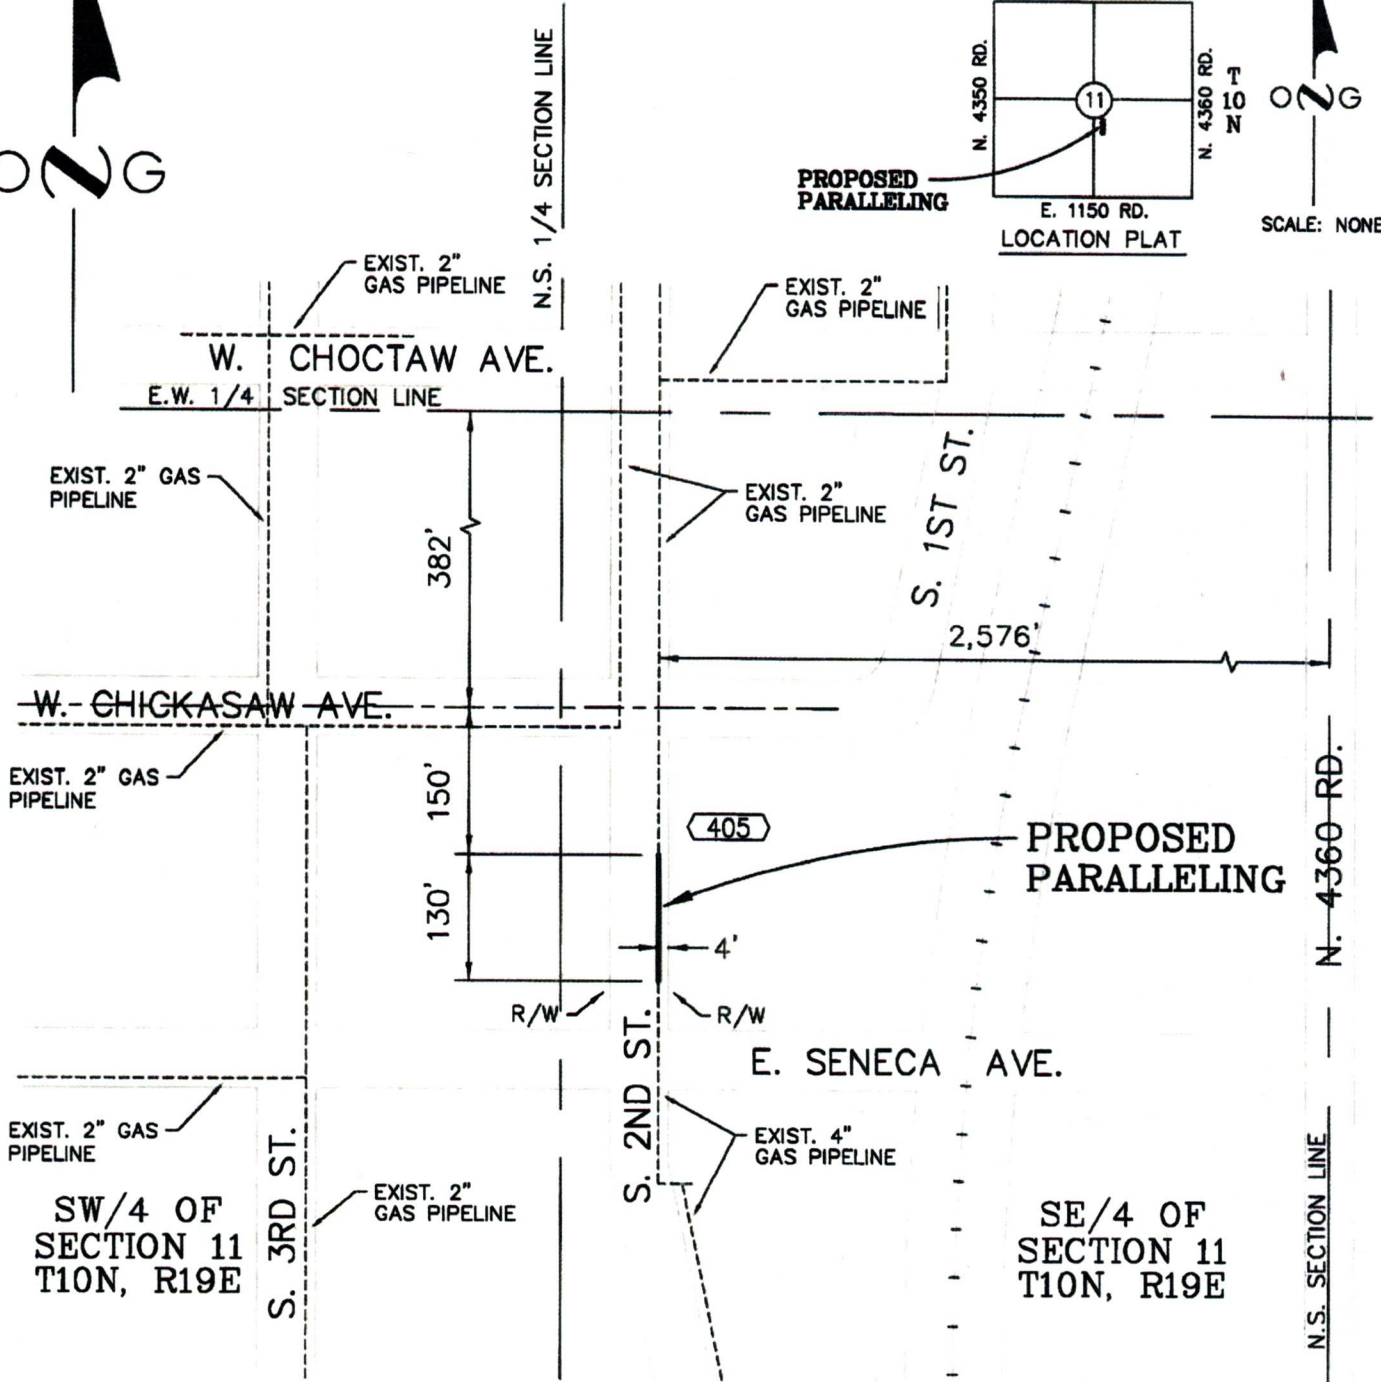 N. 4350 RD.
11
N. 4360 RD.
T
10
N
ONG
ONG
PROPOSED
PARALLELING
E. 1150 RD.
LOCATION PLAT
SCALE: NONE
N.S. 1/4 SECTION LINE
EXIST. 2"
GAS PIPELINE
EXIST. 2"
GAS PIPELINE
W. CHOCTAW AVE.
E.W. 1/4 SECTION LINE
EXIST. 2" GAS
PIPELINE
EXIST. 2"
GAS PIPELINE
382'
S. 1ST ST.
2,576'
W. CHICKASAW AVE.
EXIST. 2" GAS
PIPELINE
150'
405
PROPOSED
PARALLELING
N. 4360 RD.
130'
4'
R/W
R/W
S. 2ND ST.
E. SENECA AVE.
EXIST. 2" GAS
PIPELINE
EXIST. 4"
GAS PIPELINE
S. 3RD ST.
EXIST. 2"
GAS PIPELINE
SW/4 OF
SECTION 11
T10N, R19E
SE/4 OF
SECTION 11
T10N, R19E
N.S. SECTION LINE